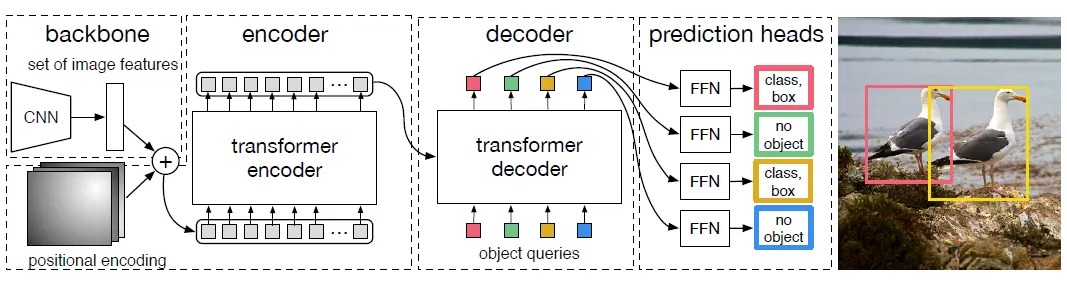 backbone
set of image features
CNN
+
positional encoding
encoder
...
transformer
encoder
...
decoder
transformer
decoder
object queries
prediction heads
FFN
class,
box
FFN
no
object
FFN
class,
box
FFN
no
object